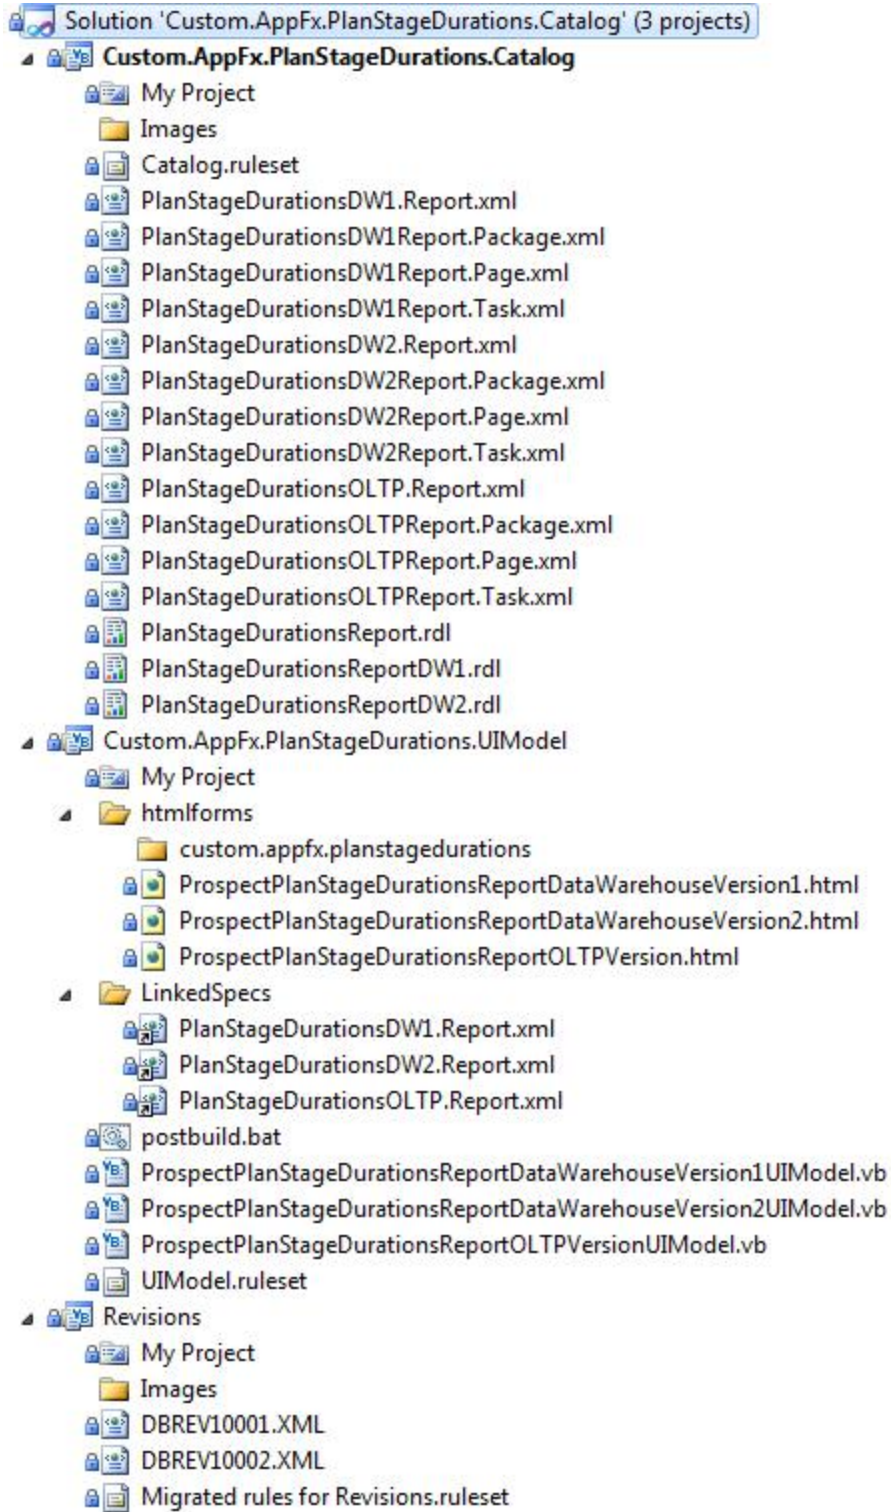 Solution 'Custom.AppFx.PlanStageDurations.Catalog' (3 projects)
Custom.AppFx.PlanStageDurations.Catalog
My Project
Images
Catalog.ruleset
PlanStageDurationsDW1.Report.xml
PlanStageDurationsDW1Report.Package.xml
PlanStageDurationsDW1Report.Page.xml
PlanStageDurationsDW1Report.Task.xml
PlanStageDurationsDW2.Report.xml
PlanStageDurationsDW2Report.Package.xml
PlanStageDurationsDW2Report.Page.xml
PlanStageDurationsDW2Report.Task.xml
PlanStageDurationsOLTP.Report.xml
PlanStageDurationsOLTPReport.Package.xml
PlanStageDurationsOLTPReport.Page.xml
PlanStageDurationsOLTPReport.Task.xml
PlanStageDurationsReport.rdl
PlanStageDurationsReportDW1.rdl
PlanStageDurationsReportDW2.rdl
Custom.AppFx.PlanStageDurations.UIModel
My Project
htmlforms
custom.appfx.planstagedurations
ProspectPlanStageDurationsReportDataWarehouseVersion1.html
ProspectPlanStageDurationsReportDataWarehouseVersion2.html
ProspectPlanStageDurationsReportOLTPVersion.html
LinkedSpecs
PlanStageDurationsDW1.Report.xml
PlanStageDurationsDW2.Report.xml
PlanStageDurationsOLTP.Report.xml
postbuild.bat
ProspectPlanStageDurationsReportDataWarehouseVersion1UIModel.vb
ProspectPlanStageDurationsReportDataWarehouseVersion2UIModel.vb
ProspectPlanStageDurationsReportOLTPVersionUIModel.vb
UIModel.ruleset
Revisions
My Project
Images
DBREV10001.XML
DBREV10002.XML
Migrated rules for Revisions.ruleset